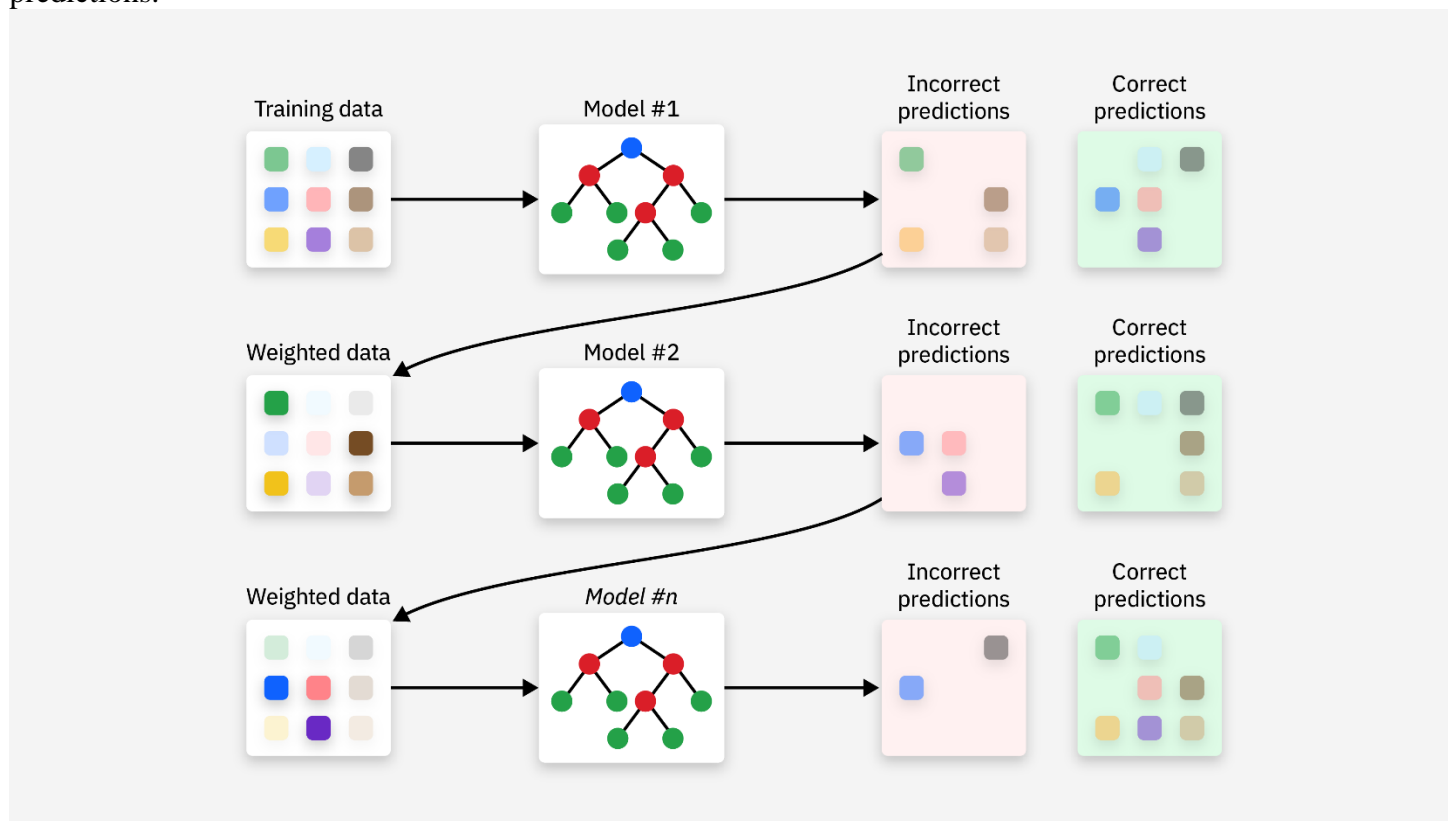 predictions.
Training data
Model #1
Incorrect
predictions
Correct
predictions
Weighted data
Model #2
Incorrect
predictions
Correct
predictions
Weighted data
Model #n
Incorrect
predictions
Correct
predictions